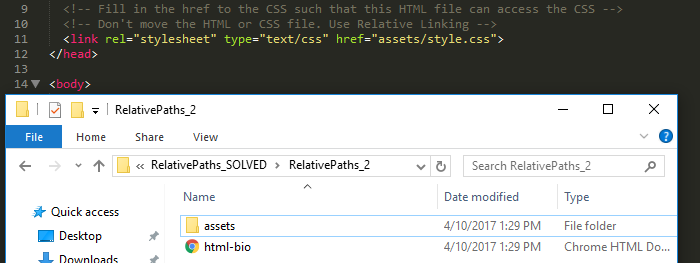 9 <!-- Fill in the href to the CSS such that this HTML file can access the CSS -->
10 <!-- Don't move the HTML or CSS file. Use Relative Linking -->
11 <link rel="stylesheet" type="text/css" href="assets/style.css">
12 </head>
13
14 <body>
RelativePaths_2
File Home Share View
« RelativePaths_SOLVED > RelativePaths_2 Search RelativePaths_2
Name Date modified Type
Quick access assets 4/10/2017 1:29 PM File folder
Desktop html-bio 4/10/2017 1:29 PM Chrome HTML Do...
Downloads